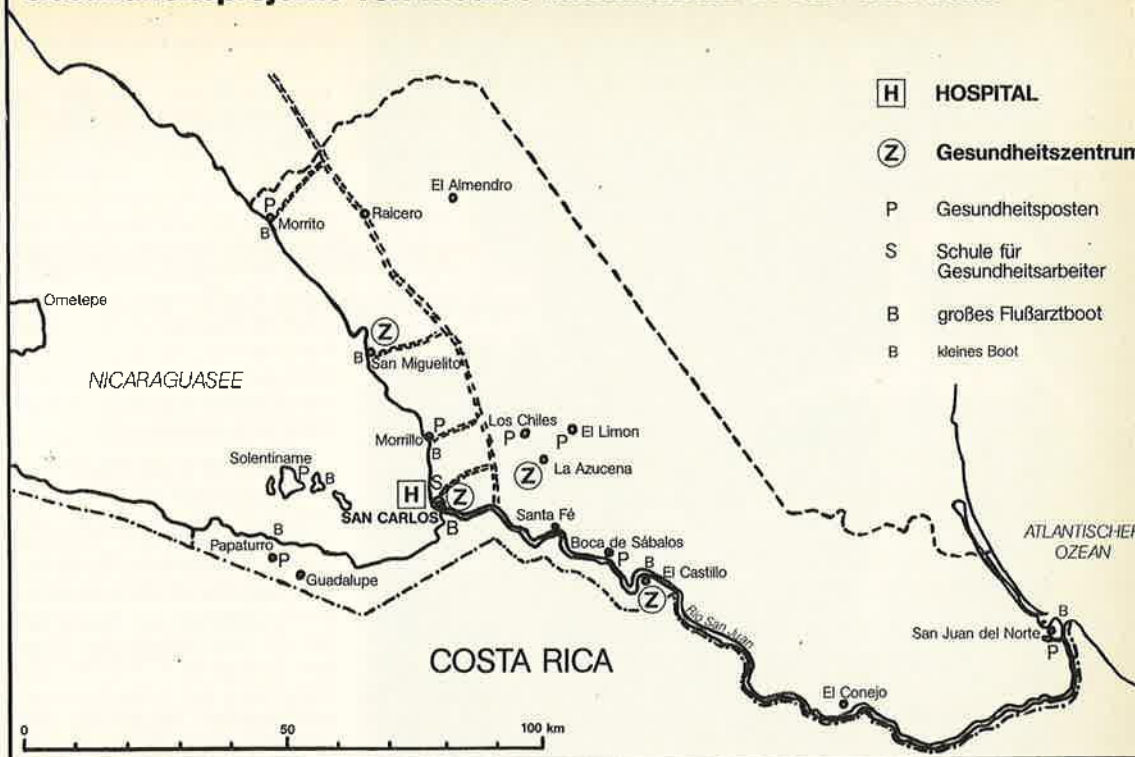 H HOSPITAL
Z Gesundheitszentrum
P Gesundheitsposten
S Schule für
Gesundheitsarbeiter
B großes Flußarztboot
B kleines Boot
El Almendro
P
Raicero
B Morrito
Ometepe
Z
B San Miguelito
NICARAGUASEE
Los Chiles
P
P El Limon
Morrillo
B
Z La Azucena
Solentiname
P B
S
H Z
SAN CARLOS
B
Santa Fé
B
Boca de Sábalos
P B
Papaturro
P
El Castillo
Guadalupe
Z
ATLANTISCHER
OZEAN
Rio San Juan
B
San Juan del Norte
P
COSTA RICA
El Conejo
0 50 100 km